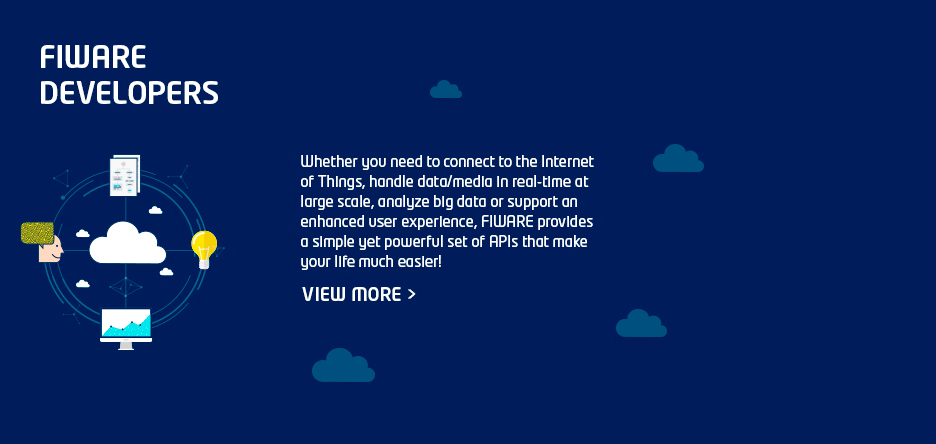 FIWARE
DEVELOPERS
Whether you need to connect to the Internet
of Things, handle data/media in real-time at
large scale, analyze big data or support an
enhanced user experience, FIWARE provides
a simple yet powerful set of APIs that make
your life much easier!
VIEW MORE >